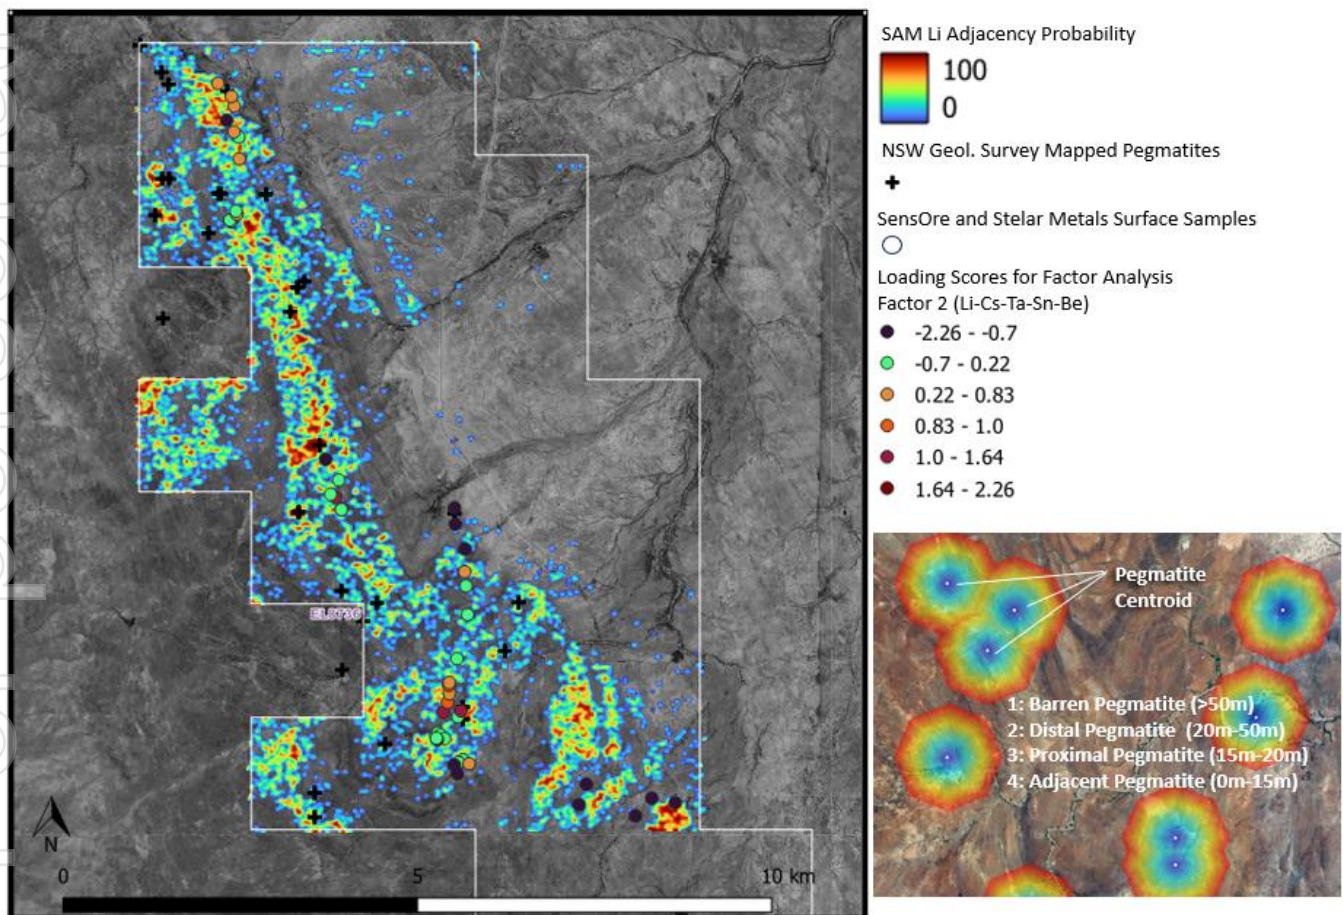 SAM Li Adjacency Probability
100
0
NSW Geol. Survey Mapped Pegmatites
SensOre and Stelar Metals Surface Samples
Loading Scores for Factor Analysis
Factor 2 (Li-Cs-Ta-Sn-Be)
-2.26 - -0.7
-0.7 - 0.22
0.22 - 0.83
0.83 - 1.0
1.0 - 1.64
1.64 - 2.26
EL8736
N
0
5
10 km
Pegmatite
Centroid
1: Barren Pegmatite (>50m)
2: Distal Pegmatite (20m-50m)
3: Proximal Pegmatite (15m-20m)
4: Adjacent Pegmatite (0m-15m)